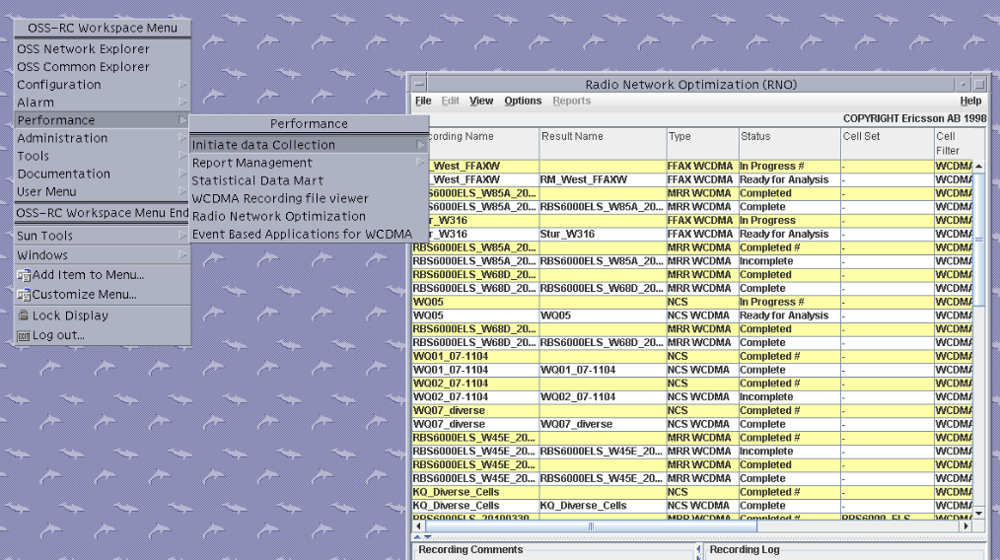 OSS-RC Workspace Menu
OSS Network Explorer
OSS Common Explorer
Configuration
Alarm
Performance
Administration
Tools
Documentation
User Menu
OSS-RC Workspace Menu End
Sun Tools
Windows
Add Item to Menu...
Customize Menu...
Lock Display
Log out...
Performance
Initiate data Collection
Report Management
Statistical Data Mart
WCDMA Recording file viewer
Radio Network Optimization
Event Based Applications for WCDMA
Radio Network Optimization (RNO)
File Edit View Options Reports Help
COPYRIGHT Ericsson AB 1998
Result Name Type Status Cell Set Cell Filter
_West_FFAXW FFAX WCDMA In Progress # - WCDMA
_West_FFAXW RM_West_FFAXW FFAX WCDMA Ready for Analysis - WCDMA
6000ELS_W85A_20... MRR WCDMA Completed - WCDMA
6000ELS_W85A_20... RBS6000ELS_W85A_20... MRR WCDMA Complete - WCDMA
_W316 FFAX WCDMA In Progress - WCDMA
_W316 Stur_W316 FFAX WCDMA Ready for Analysis - WCDMA
RBS6000ELS_W85A_20... MRR WCDMA Completed # - WCDMA
RBS6000ELS_W85A_20... RBS6000ELS_W85A_20... MRR WCDMA Incomplete - WCDMA
RBS6000ELS_W68D_20... MRR WCDMA Completed # - WCDMA
RBS6000ELS_W68D_20... RBS6000ELS_W68D_20... MRR WCDMA Complete - WCDMA
WQ05 NCS In Progress # - WCDMA
WQ05 WQ05 NCS WCDMA Ready for Analysis - WCDMA
RBS6000ELS_W68D_20... MRR WCDMA Completed - WCDMA
RBS6000ELS_W68D_20... RBS6000ELS_W68D_20... MRR WCDMA Complete - WCDMA
WQ01_07-1104 NCS Completed # - WCDMA
WQ01_07-1104 WQ01_07-1104 NCS WCDMA Complete - WCDMA
WQ02_07-1104 NCS Completed # - WCDMA
WQ02_07-1104 WQ02_07-1104 NCS WCDMA Incomplete - WCDMA
WQ07_diverse NCS Completed # - WCDMA
WQ07_diverse WQ07_diverse NCS WCDMA Complete - WCDMA
RBS6000ELS_W45E_20... MRR WCDMA Completed # - WCDMA
RBS6000ELS_W45E_20... RBS6000ELS_W45E_20... MRR WCDMA Incomplete - WCDMA
RBS6000ELS_W45E_20... MRR WCDMA Completed - WCDMA
RBS6000ELS_W45E_20... RBS6000ELS_W45E_20... MRR WCDMA Complete - WCDMA
KQ_Diverse_Cells NCS Completed # - WCDMA
KQ_Diverse_Cells KQ_Diverse_Cells NCS WCDMA Complete - WCDMA
RBS6000ELS_20100330 MRR WCDMA Completed # RBS6000_ELS WCDMA
Recording Comments
Recording Log